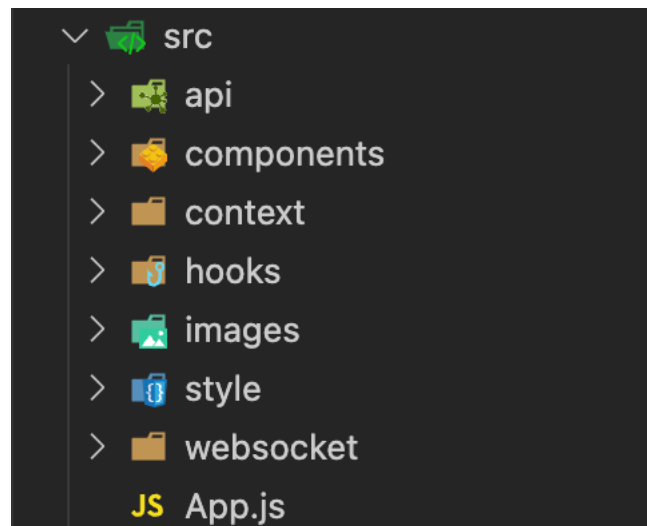 src
api
components
context
hooks
images
style
websocket
JS App.js